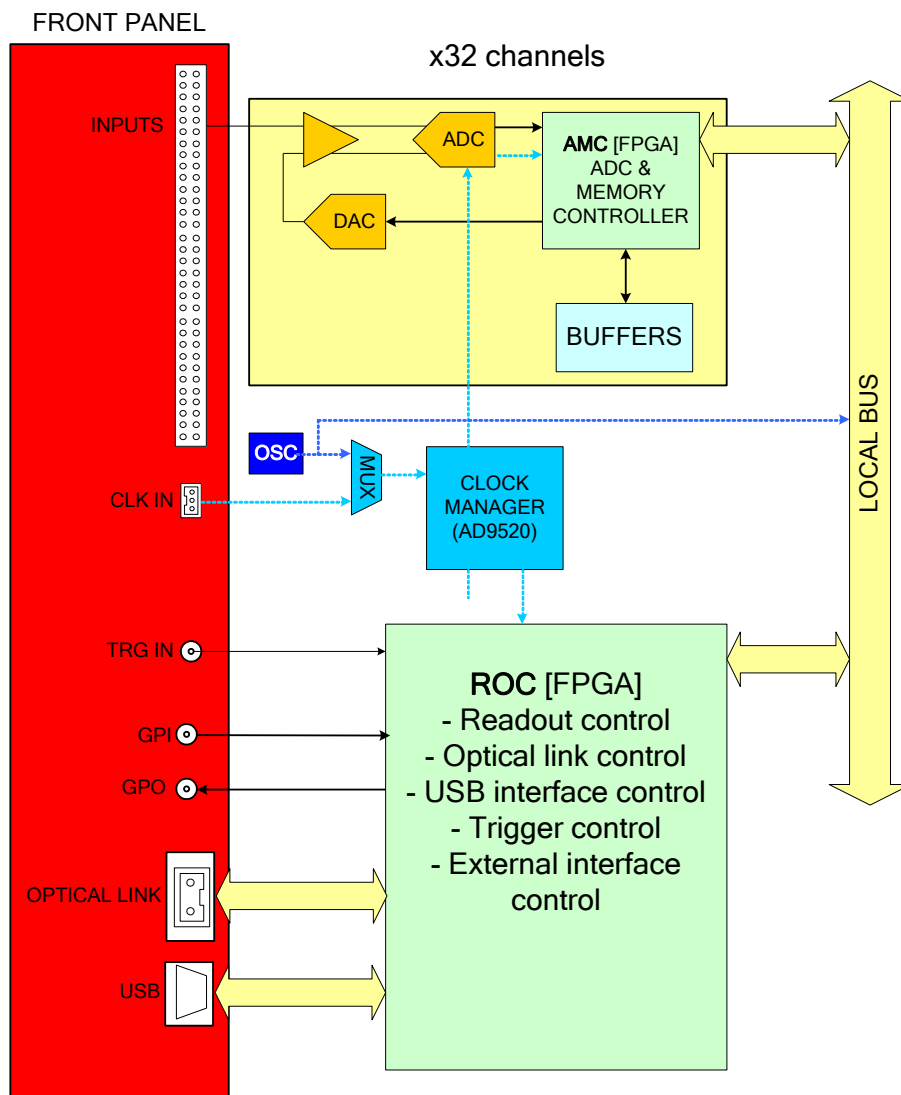 FRONT PANEL
x32 channels
INPUTS
ADC
AMC [FPGA]
ADC &
MEMORY
CONTROLLER
DAC
BUFFERS
LOCAL BUS
OSC
MUX
CLK IN
CLOCK
MANAGER
(AD9520)
TRG IN
GPI
GPO
ROC [FPGA]
- Readout control
- Optical link control
- USB interface control
- Trigger control
- External interface
control
OPTICAL LINK
USB